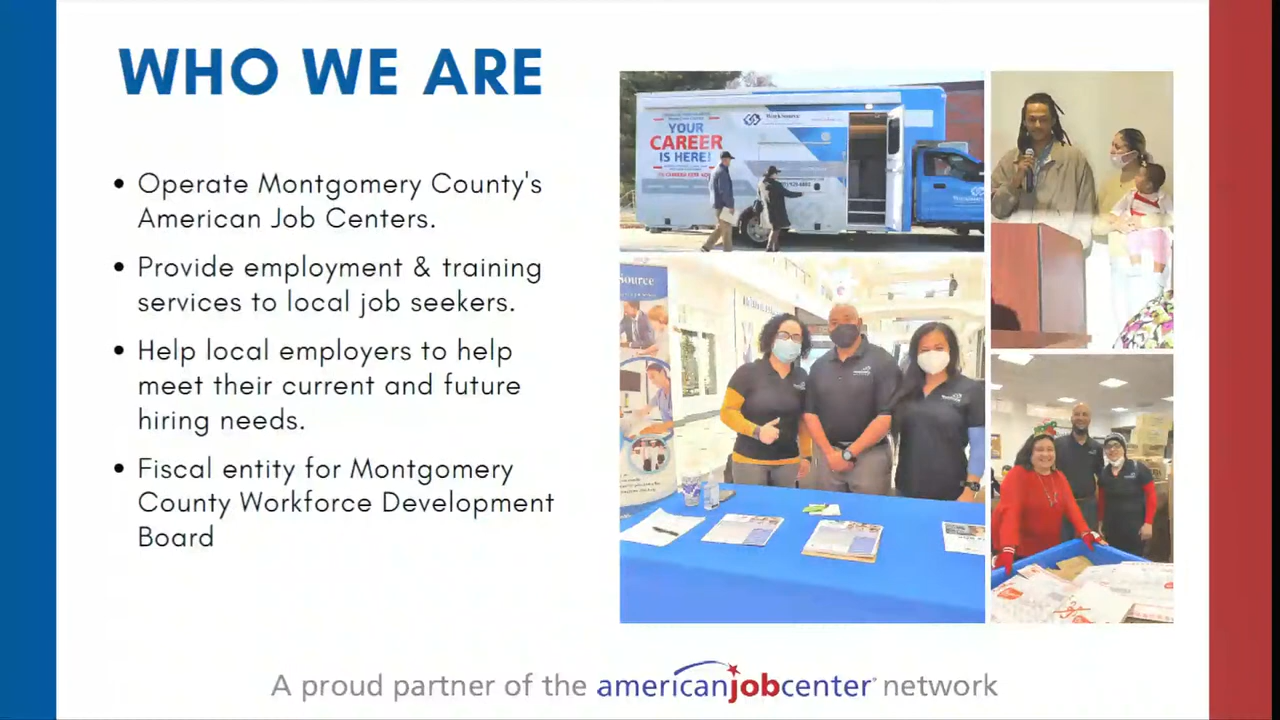 WHO WE ARE
• Operate Montgomery County's
American Job Centers.
• Provide employment & training
services to local job seekers.
• Help local employers to help
meet their current and future
hiring needs.
• Fiscal entity for Montgomery
County Workforce Development
Board
YOUR
CAREER
IS HERE!
WorkSource
Source
A proud partner of the americanjobcenter network